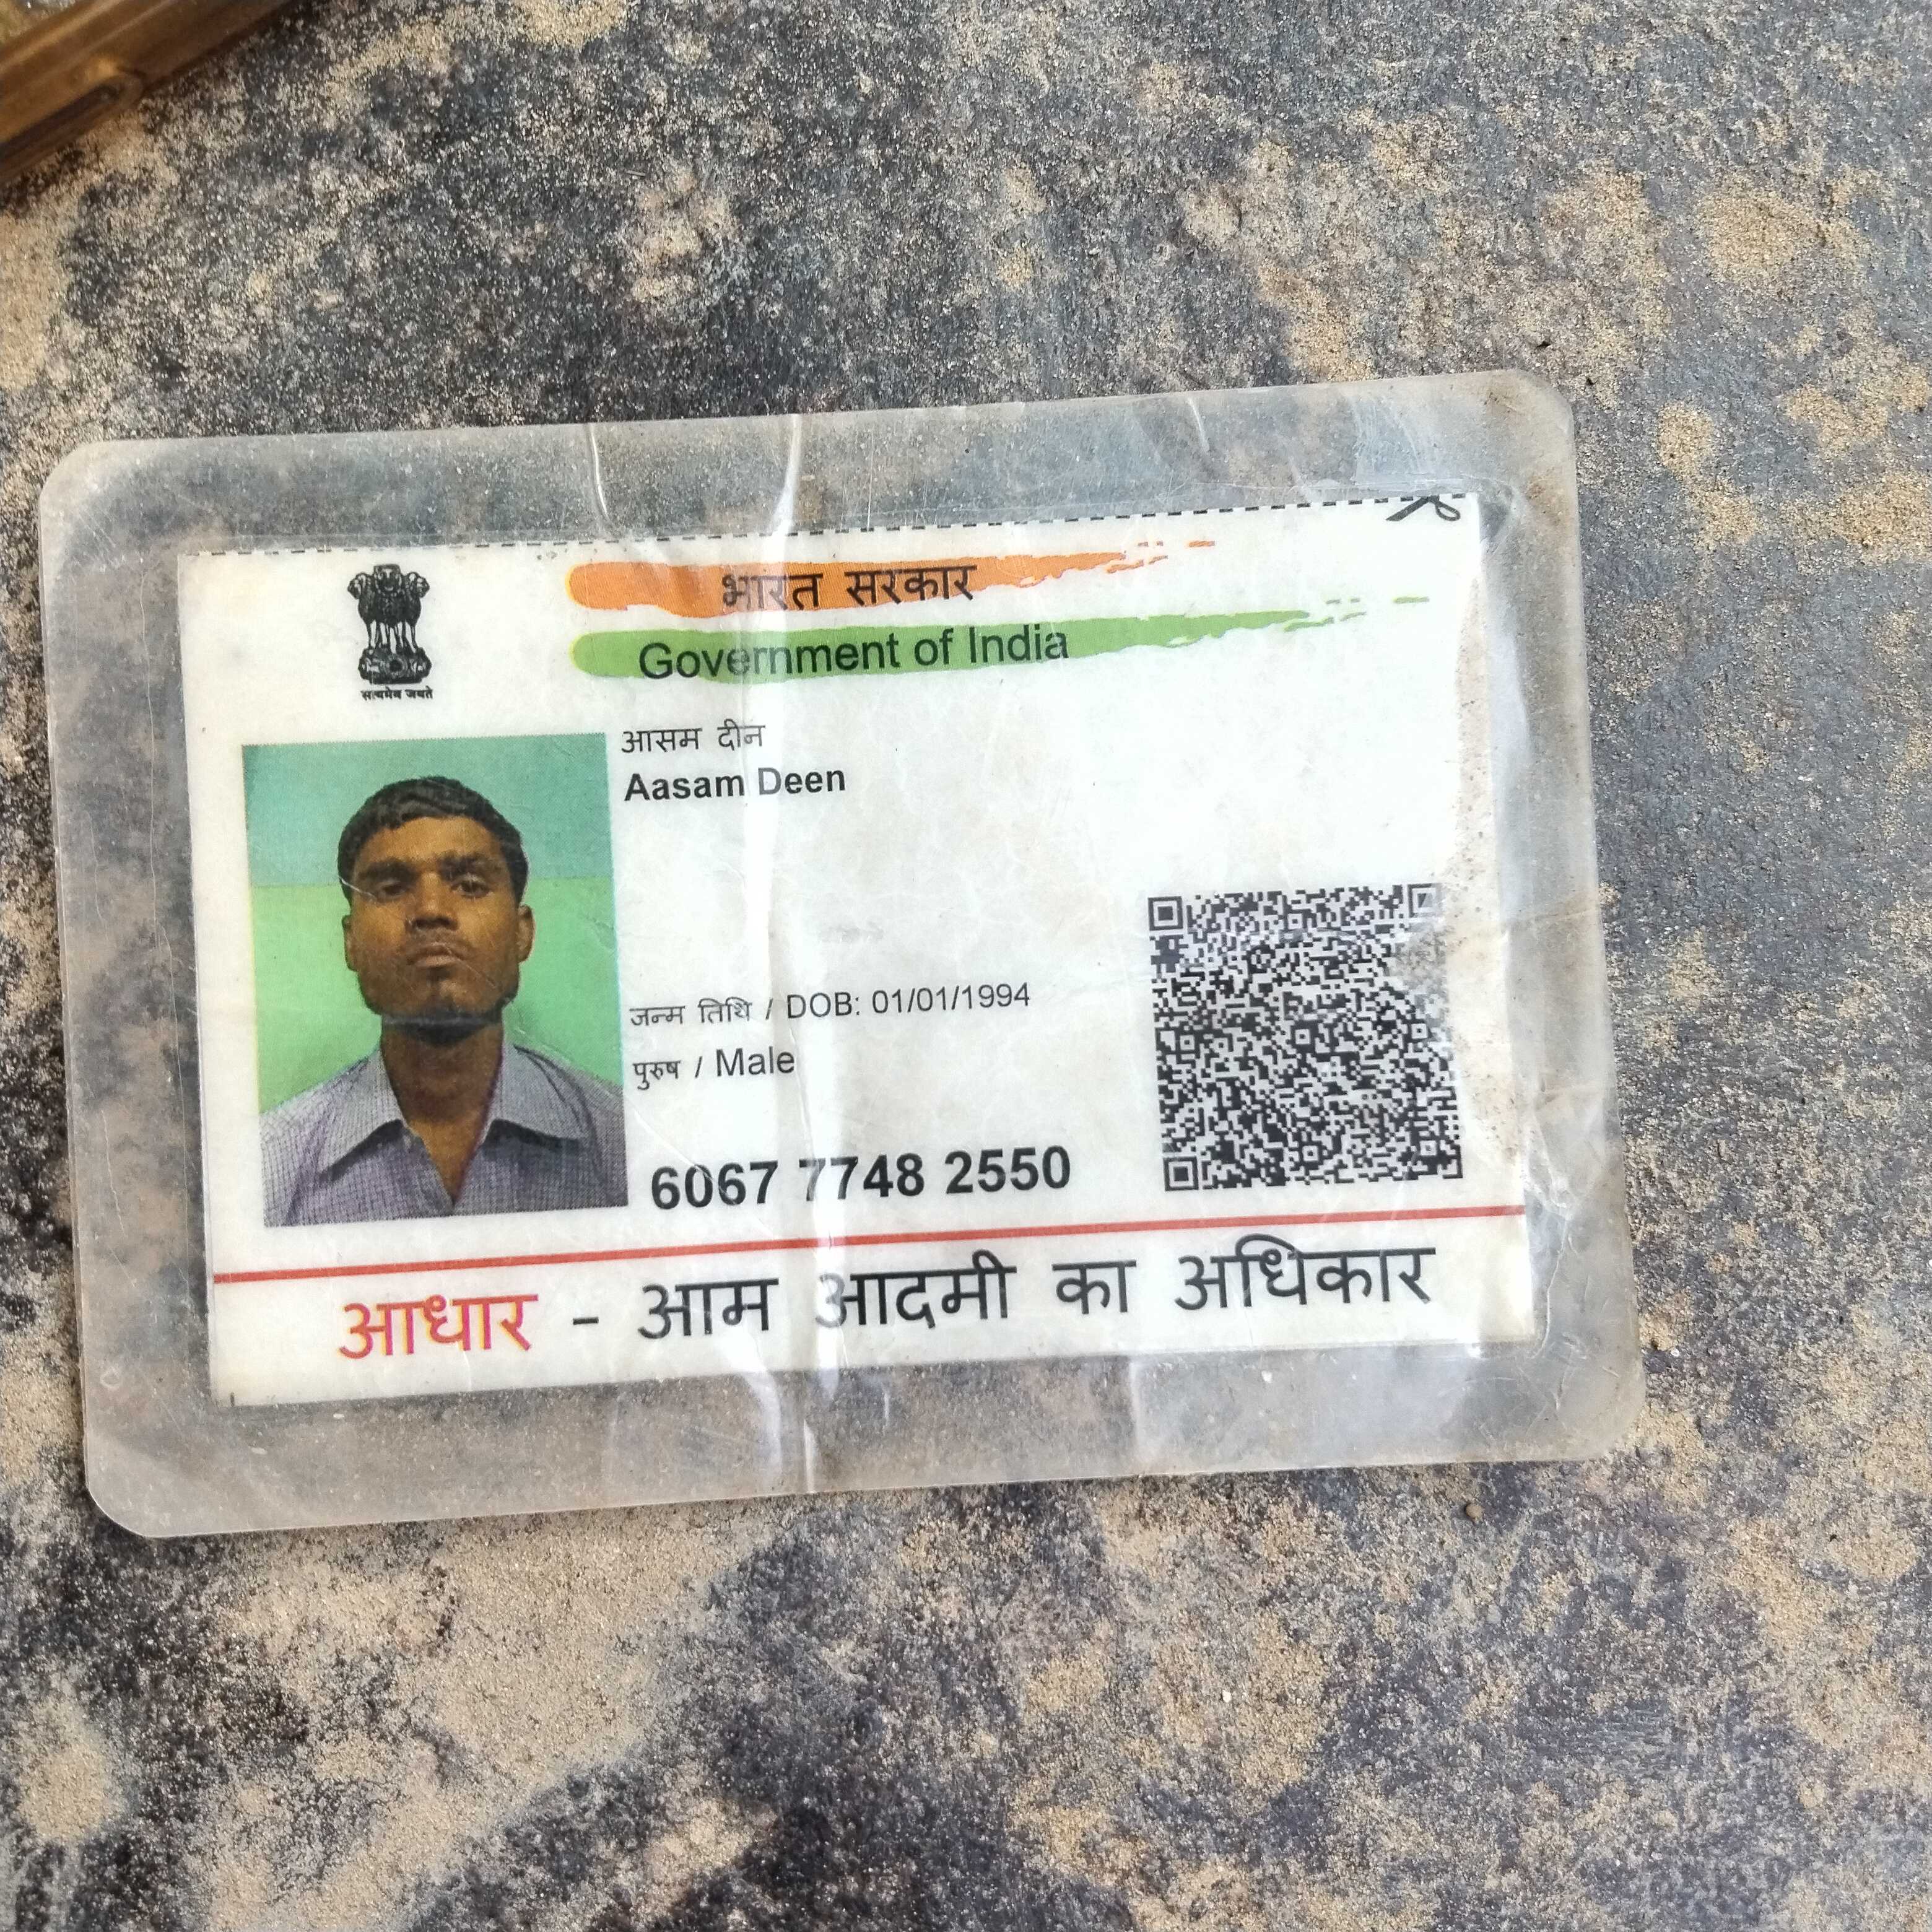 भारत सरकार
Government of India
सत्यमेव जयते
आसम दीन
Aasam Deen
जन्म तिथि / DOB: 01/01/1994
पुरुष / Male
6067 7748 2550
आधार - आम आदमी का अधिकार